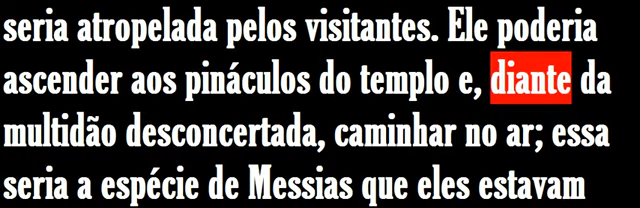 seria atropelada pelos visitantes. Ele poderia
ascender aos pináculos do templo e, diante da
multidão desconcertada, caminhar no ar; essa
seria a espécie de Messias que eles estavam